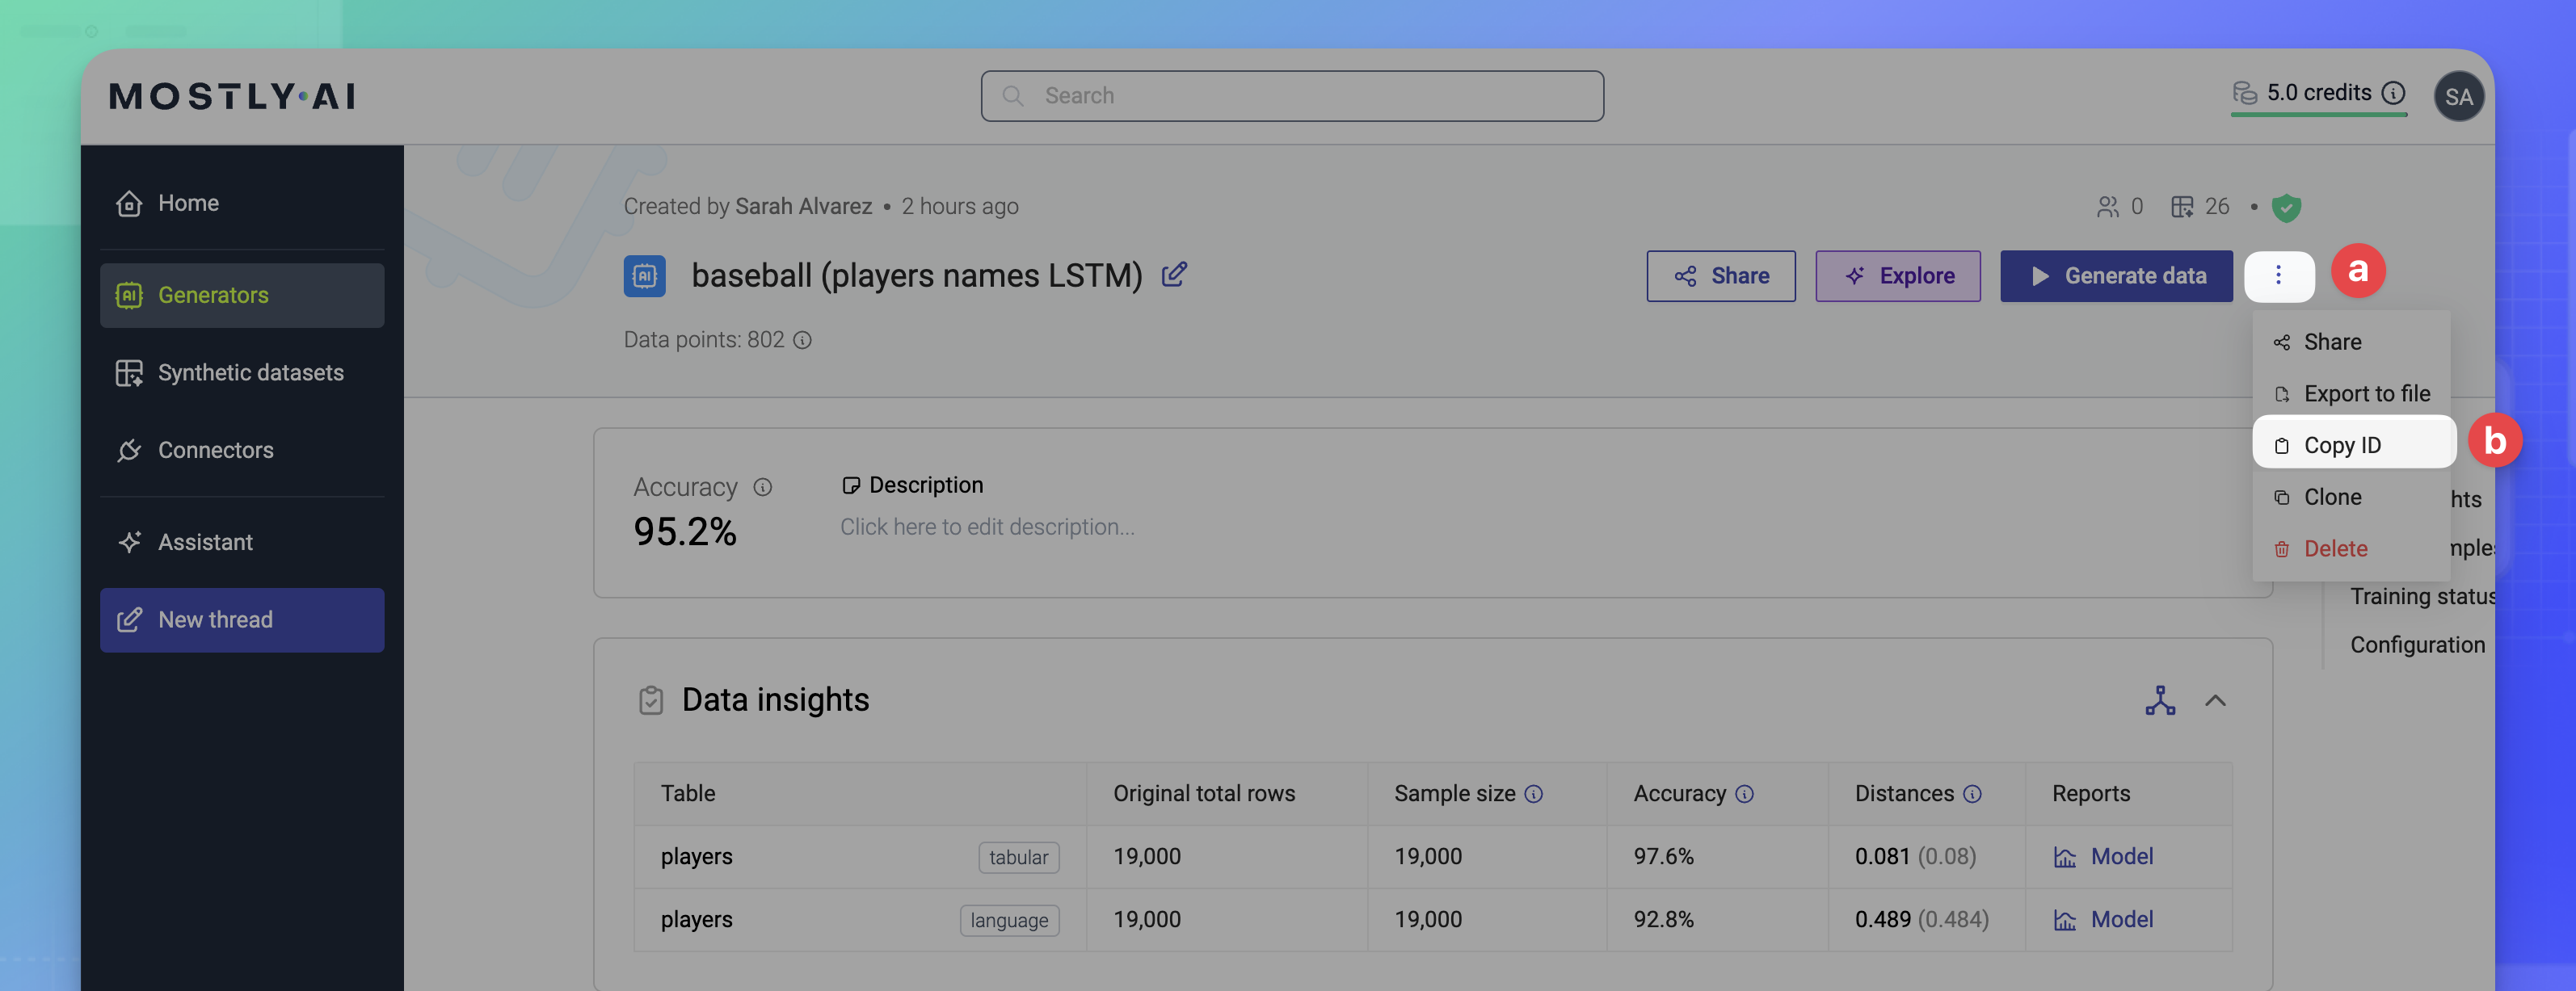 MOSTLY•AI
Search
5.0 credits
SA
Home
Generators
Synthetic datasets
Connectors
Assistant
New thread
Created by Sarah Alvarez • 2 hours ago
0
26
baseball (players names LSTM)
Share
Explore
Generate data
a
Data points: 802
Share
Export to file
Copy ID
b
Clone
Delete
Training status
Configuration
Accuracy
95.2%
Description
Click here to edit description...
Data insights
Table Original total rows Sample size Accuracy Distances Reports
players tabular 19,000 19,000 97.6% 0.081 (0.08) Model
players language 19,000 19,000 92.8% 0.489 (0.484) Model